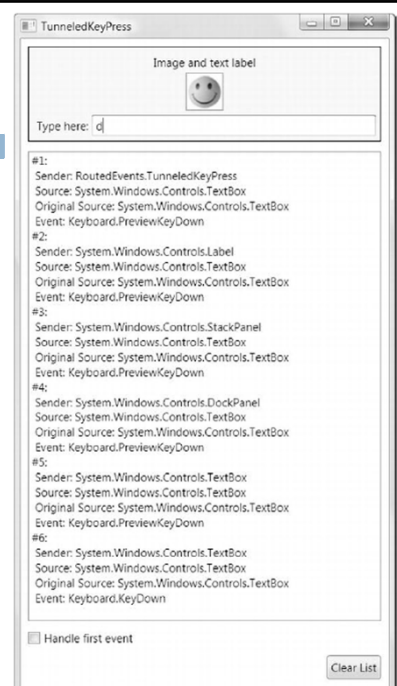 TunneledKeyPress
Image and text label
Type here: d
#1:
Sender: RoutedEvents.TunneledKeyPress
Source: System.Windows.Controls.TextBox
Original Source: System.Windows.Controls.TextBox
Event: Keyboard.PreviewKeyDown
#2:
Sender: System.Windows.Controls.Label
Source: System.Windows.Controls.TextBox
Original Source: System.Windows.Controls.TextBox
Event: Keyboard.PreviewKeyDown
#3:
Sender: System.Windows.Controls.StackPanel
Source: System.Windows.Controls.TextBox
Original Source: System.Windows.Controls.TextBox
Event: Keyboard.PreviewKeyDown
#4:
Sender: System.Windows.Controls.DockPanel
Source: System.Windows.Controls.TextBox
Original Source: System.Windows.Controls.TextBox
Event: Keyboard.PreviewKeyDown
#5:
Sender: System.Windows.Controls.TextBox
Source: System.Windows.Controls.TextBox
Original Source: System.Windows.Controls.TextBox
Event: Keyboard.PreviewKeyDown
#6:
Sender: System.Windows.Controls.TextBox
Source: System.Windows.Controls.TextBox
Original Source: System.Windows.Controls.TextBox
Event: Keyboard.KeyDown
Handle first event
Clear List